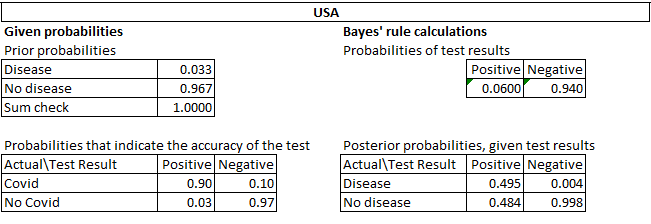 USA
Given probabilities Bayes' rule calculations
Prior probabilities Probabilities of test results
Disease 0.033 Positive Negative
No disease 0.967 0.0600 0.940
Sum check 1.0000
Probabilities that indicate the accuracy of the test Posterior probabilities, given test results
Actual\Test Result Positive Negative Actual\Test Result Positive Negative
Covid 0.90 0.10 Disease 0.495 0.004
No Covid 0.03 0.97 No disease 0.484 0.998